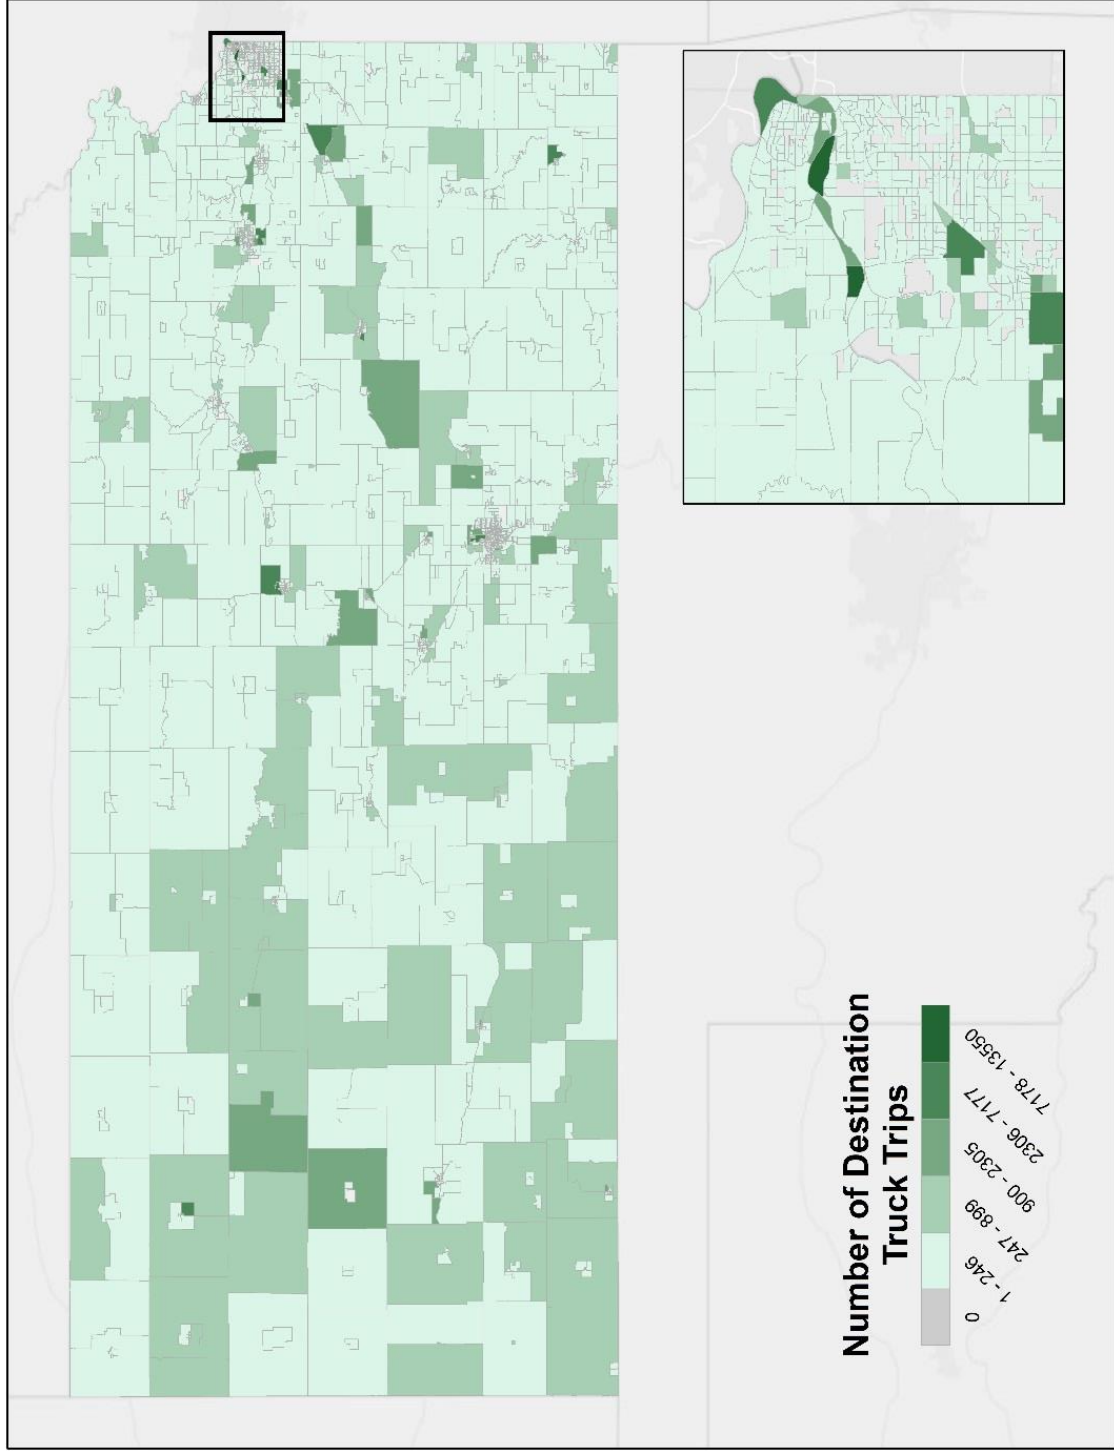 Number of Destination
Truck Trips
0
1 - 246
247 - 899
900 - 2305
2306 - 7177
7178 - 13550